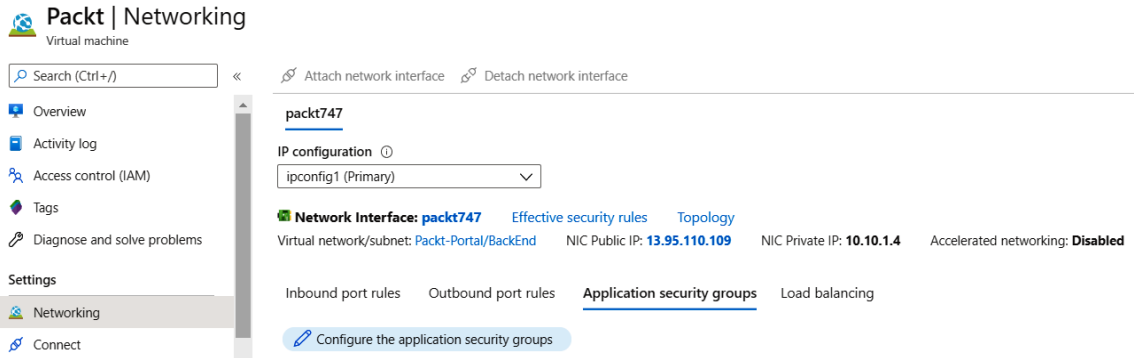 Packt | Networking
Virtual machine
Search (Ctrl+/)
«
Overview
Activity log
Access control (IAM)
Tags
Diagnose and solve problems
Settings
Networking
Connect
Attach network interface Detach network interface
packt747
IP configuration
ipconfig1 (Primary)
Network Interface: packt747 Effective security rules Topology
Virtual network/subnet: Packt-Portal/BackEnd NIC Public IP: 13.95.110.109 NIC Private IP: 10.10.1.4 Accelerated networking: Disabled
Inbound port rules Outbound port rules Application security groups Load balancing
Configure the application security groups